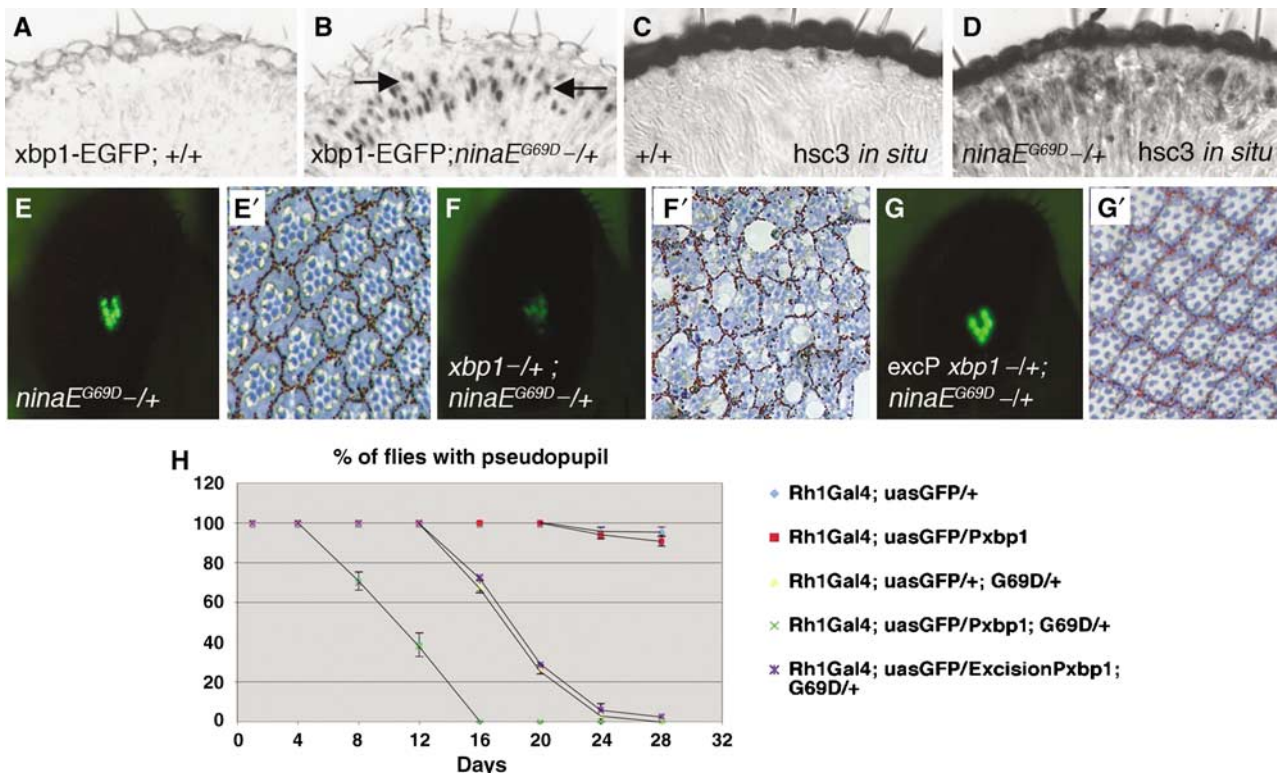 A
B
C
D
xbp1-EGFP; +/+
xbp1-EGFP;ninaE^G69D −/+
+/+
hsc3 in situ
ninaE^G69D −/+
hsc3 in situ
E
E′
F
F′
G
G′
ninaE^G69D −/+
xbp1 −/+ ;
ninaE^G69D −/+
excP xbp1 −/+;
ninaE^G69D −/+
H
% of flies with pseudopupil
120
100
80
60
40
20
0
0 4 8 12 16 20 24 28 32
Days
Rh1Gal4; uasGFP/+
Rh1Gal4; uasGFP/Pxbp1
Rh1Gal4; uasGFP/+; G69D/+
Rh1Gal4; uasGFP/Pxbp1; G69D/+
Rh1Gal4; uasGFP/ExcisionPxbp1;
G69D/+